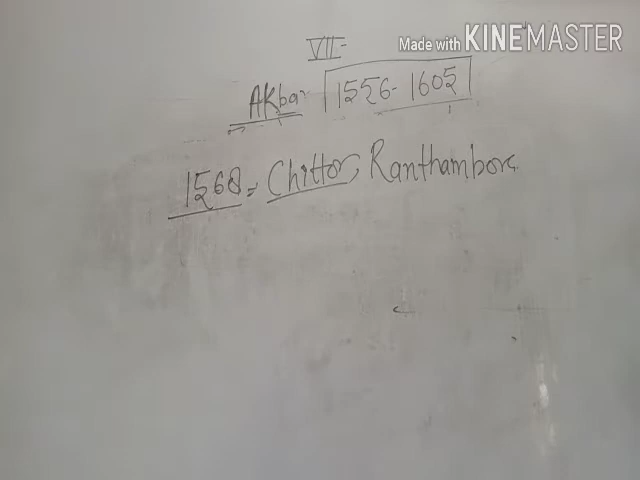 VII-
Made with KINEMASTER
Akbar 1556-1605
1568 = Chittor, Ranthambore